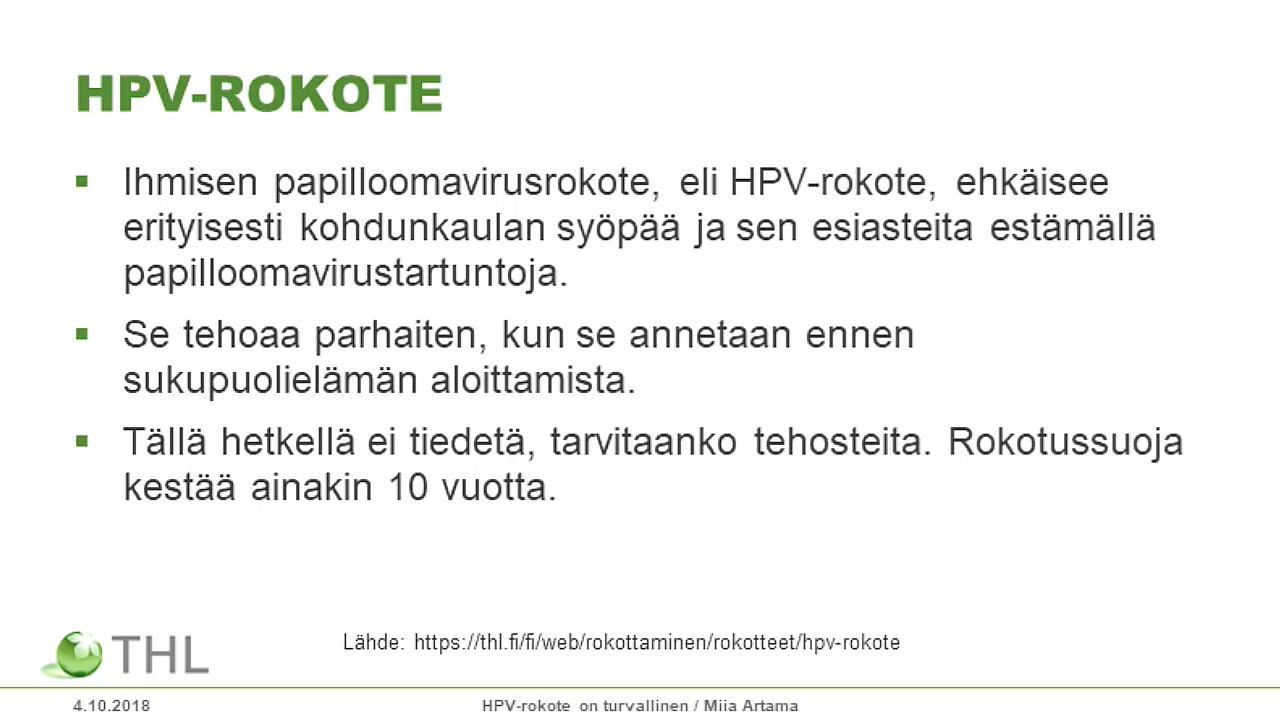 HPV-ROKOTE
Ihmisen papilloomavirusrokote, eli HPV-rokote, ehkäisee
erityisesti kohdunkaulan syöpää ja sen esiasteita estämällä
papilloomavirustartuntoja.
Se tehoaa parhaiten, kun se annetaan ennen
sukupuolielämän aloittamista.
Tällä hetkellä ei tiedetä, tarvitaanko tehosteita. Rokotussuoja
kestää ainakin 10 vuotta.
THL
Lähde: https://thl.fi/fi/web/rokottaminen/rokotteet/hpv-rokote
4.10.2018
HPV-rokote on turvallinen / Miia Artama